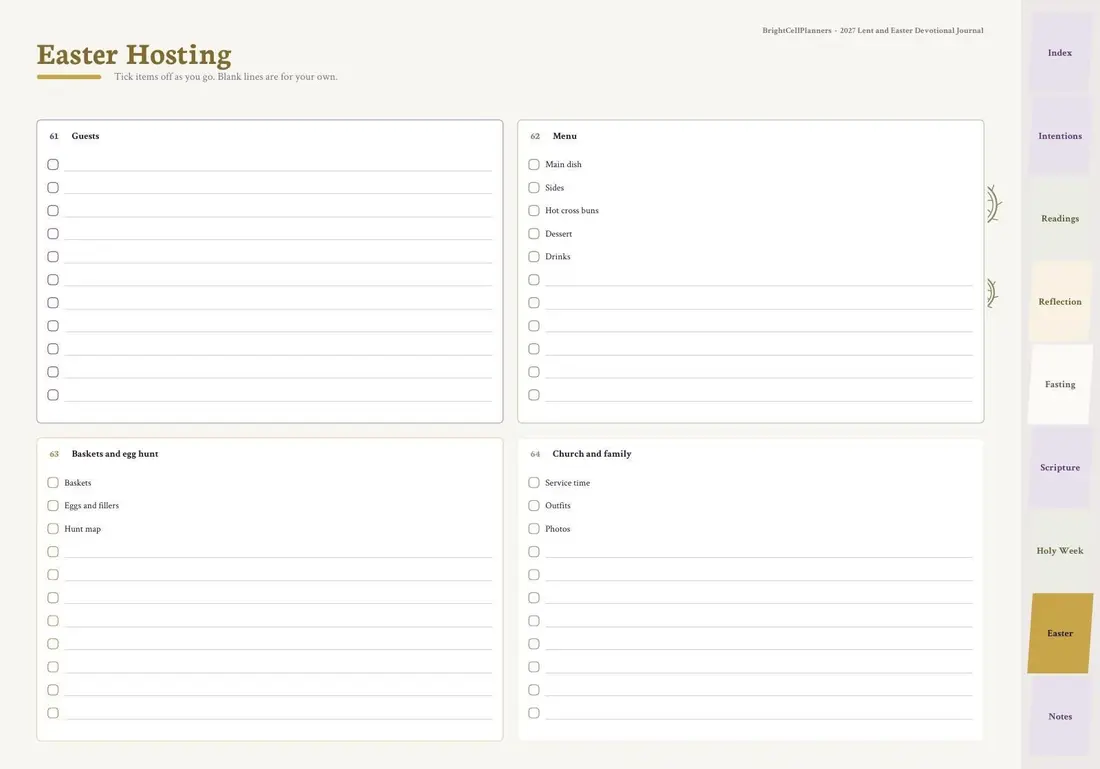 BrightCellPlanners - 2027 Lent and Easter Devotional Journal
Easter Hosting
Tick items off as you go. Blank lines are for your own.
61 Guests
62 Menu
Main dish
Sides
Hot cross buns
Dessert
Drinks
63 Baskets and egg hunt
Baskets
Eggs and fillers
Hunt map
64 Church and family
Service time
Outfits
Photos
Index
Intentions
Readings
Reflection
Fasting
Scripture
Holy Week
Easter
Notes